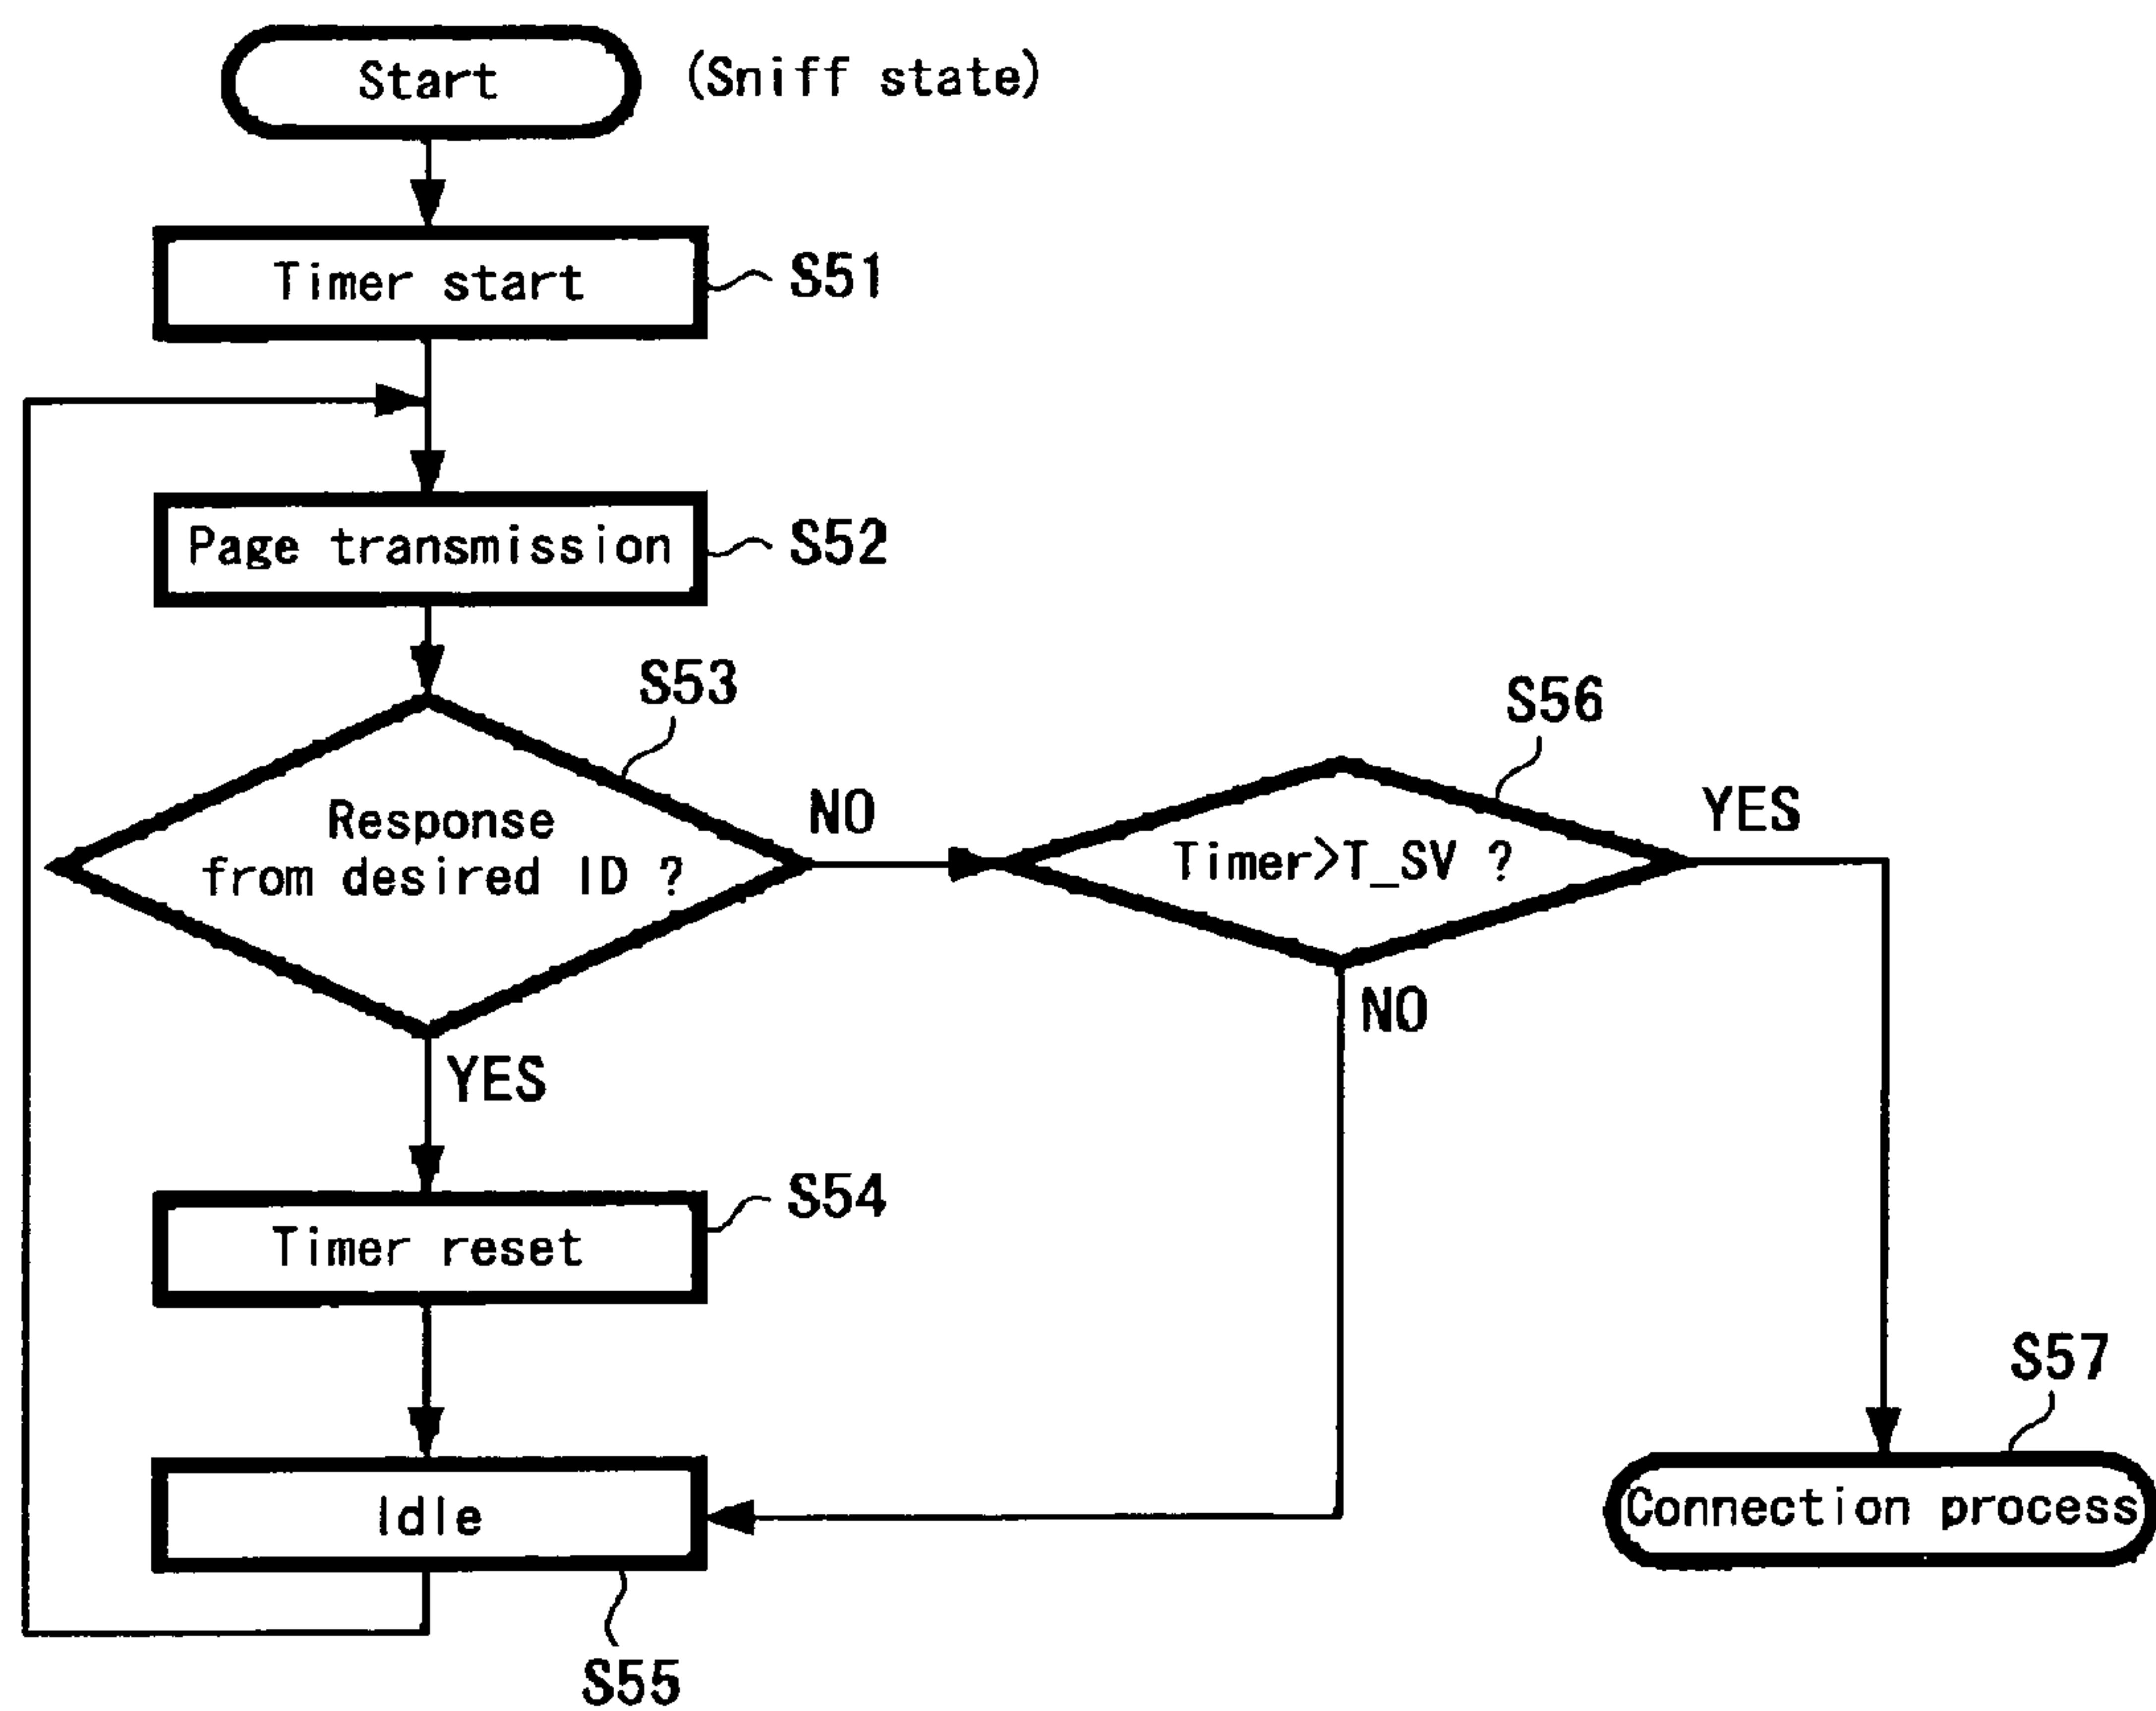 Start
(Sniff state)
Timer start
S51
Page transmission
S52
S53
Response
from desired ID ?
NO
S56
Timer>T_SV ?
YES
NO
YES
Timer reset
S54
Idle
S55
S57
Connection process